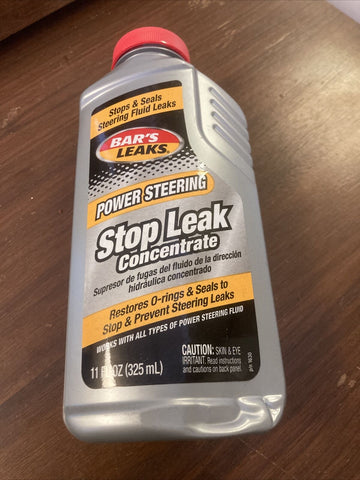 Stops & Seals
Steering Fluid Leaks
BAR'S
LEAKS
POWER STEERING
Stop Leak
Concentrate
Supresor de fugas del fluido de la dirección
hidráulica concentrado
Restores O-rings & Seals to
Stop & Prevent Steering Leaks
WORKS WITH ALL TYPES OF POWER STEERING FLUID
CAUTION: SKIN & EYE
IRRITANT. Read instructions
and cautions on back panel.
11 FL OZ (325 mL)
p/n 1630